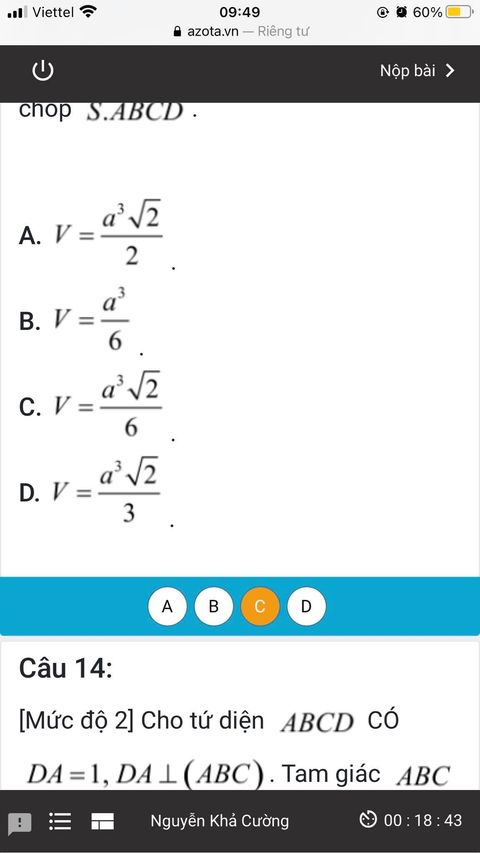 Viettel 09:49 60%
azota.vn — Riêng tư
Nộp bài
chóp S.ABCD .
A. V = \frac{a^3\sqrt{2}}{2} .
B. V = \frac{a^3}{6} .
C. V = \frac{a^3\sqrt{2}}{6} .
D. V = \frac{a^3\sqrt{2}}{3} .
A B C D
Câu 14:
[Mức độ 2] Cho tứ diện ABCD CÓ
DA = 1, DA ⊥ (ABC) . Tam giác ABC
Nguyễn Khả Cường 00 : 18 : 43